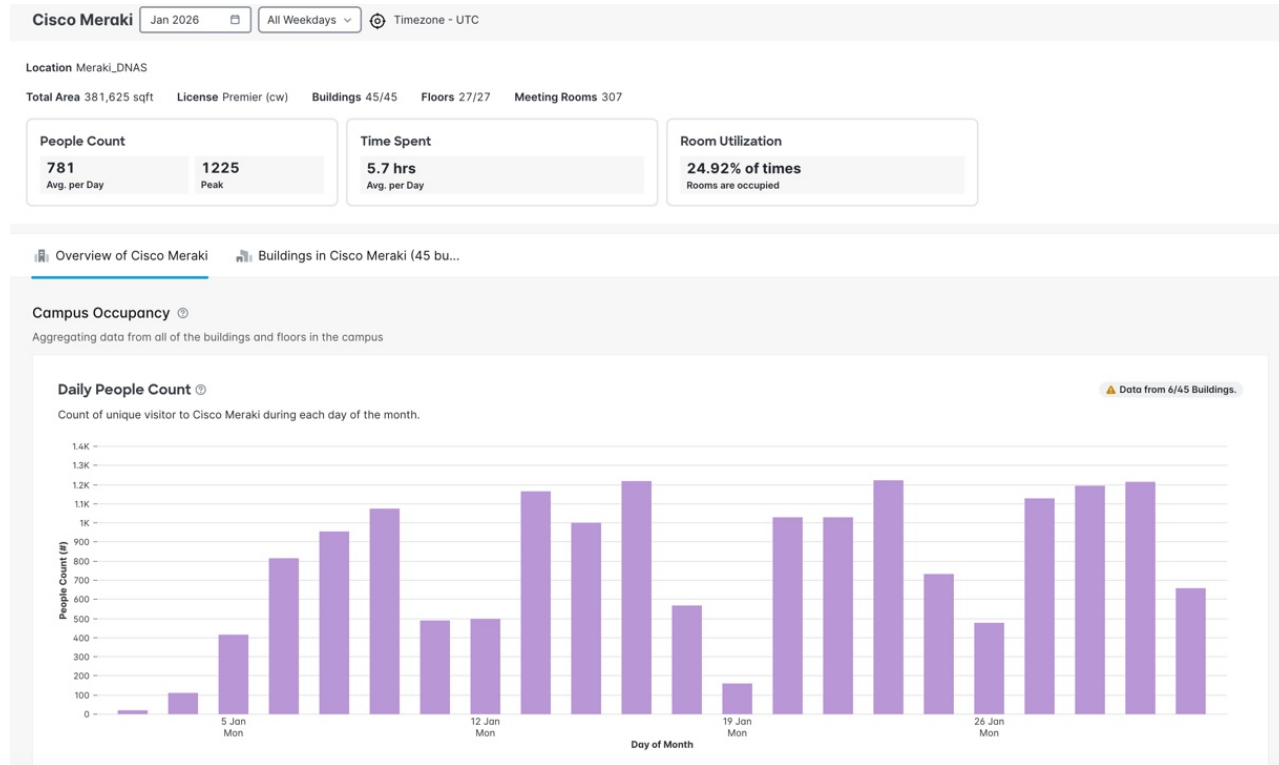 Cisco Meraki Jan 2026 All Weekdays Timezone - UTC
Location Meraki_DNAS
Total Area 381,625 sqft License Premier (cw) Buildings 45/45 Floors 27/27 Meeting Rooms 307
People Count
781
Avg. per Day
1225
Peak
Time Spent
5.7 hrs
Avg. per Day
Room Utilization
24.92% of times
Rooms are occupied
Overview of Cisco Meraki Buildings in Cisco Meraki (45 bu...
Campus Occupancy
Aggregating data from all of the buildings and floors in the campus
Daily People Count
Data from 6/45 Buildings.
Count of unique visitor to Cisco Meraki during each day of the month.
People Count (#)
1.4K
1.3K
1.2K
1.1K
1K
900
800
700
600
500
400
300
200
100
0
5 Jan
Mon
12 Jan
Mon
19 Jan
Mon
26 Jan
Mon
Day of Month